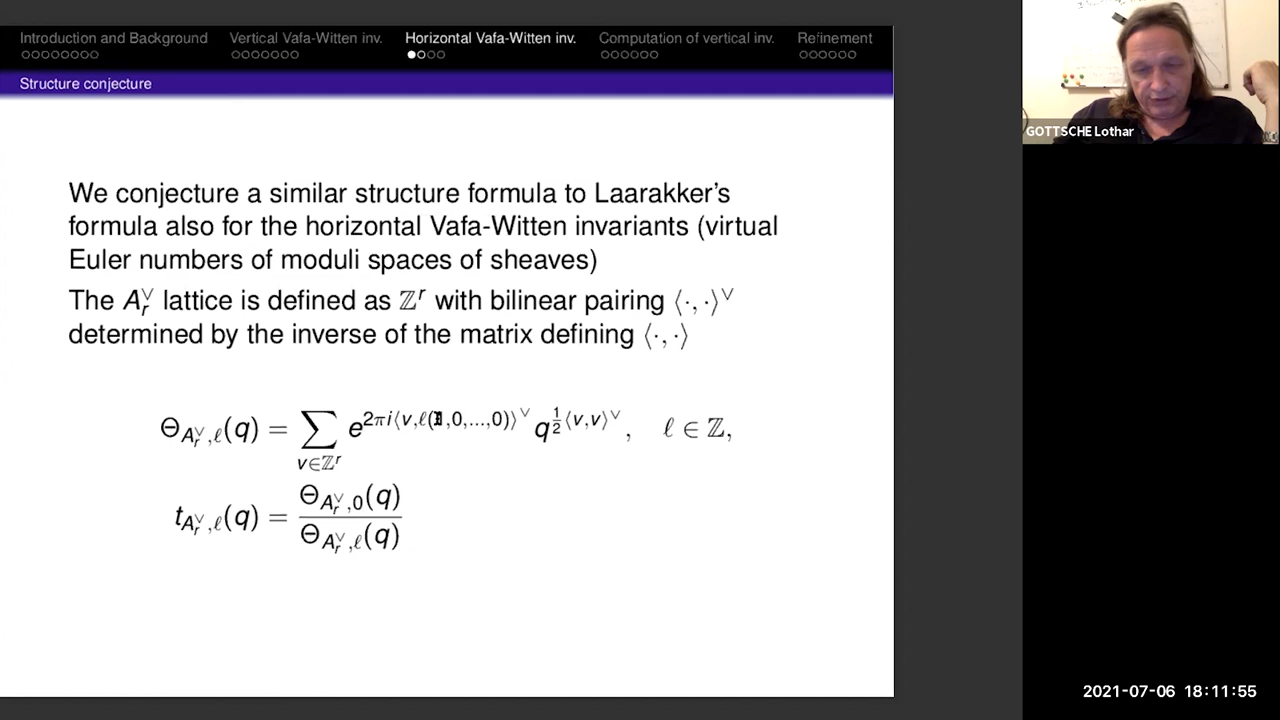 Introduction and Background Vertical Vafa-Witten inv. Horizontal Vafa-Witten inv. Computation of vertical inv. Refinement
Structure conjecture
We conjecture a similar structure formula to Laarakker's
formula also for the horizontal Vafa-Witten invariants (virtual
Euler numbers of moduli spaces of sheaves)
The A_r^∨ lattice is defined as ℤ^r with bilinear pairing ⟨·, ·⟩^∨
determined by the inverse of the matrix defining ⟨·, ·⟩
Θ_{A_r^∨,ℓ}(q) = ∑_{v∈ℤ^r} e^{2πi⟨v,ℓ(1,0,...,0)⟩^∨} q^{½⟨v,v⟩^∨}, ℓ ∈ ℤ,
t_{A_r^∨,ℓ}(q) = Θ_{A_r^∨,0}(q) / Θ_{A_r^∨,ℓ}(q)
GOTTSCHE Lothar
2021-07-06 18:11:55